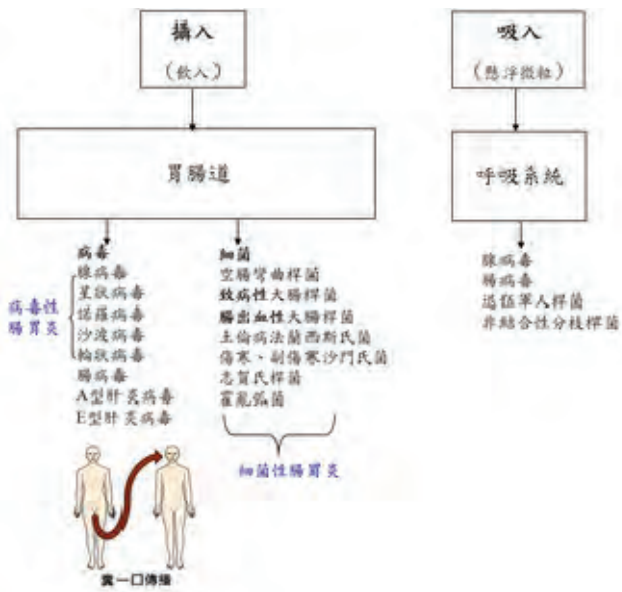 攝入
（飲入）
吸入
（懸浮微粒）
胃腸道
呼吸系統
病毒
腺病毒
星狀病毒
諾羅病毒
沙波病毒
輪狀病毒
腸病毒
A型肝炎病毒
E型肝炎病毒
病毒性
腸胃炎
細菌
空腸彎曲桿菌
致病性大腸桿菌
腸出血性大腸桿菌
土倫病法蘭西斯氏菌
傷寒、副傷寒沙門氏菌
志賀氏桿菌
霍亂弧菌
細菌性腸胃炎
腺病毒
腸病毒
退伍軍人桿菌
非結合性分枝桿菌
糞—口傳播